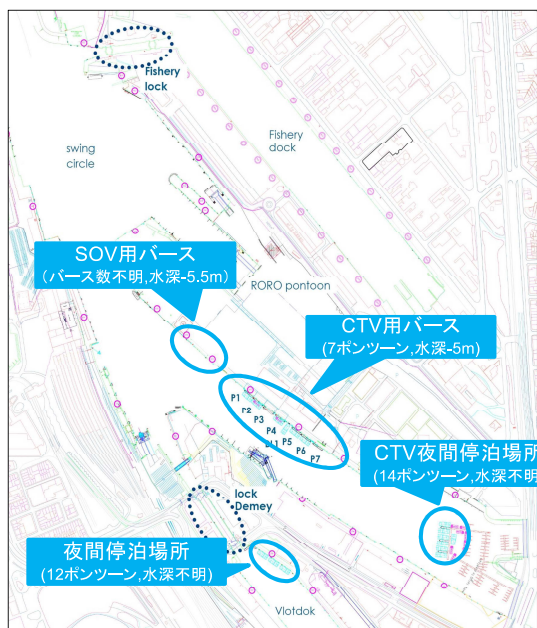 Fishery
lock
Fishery
dock
swing
circle
SOV用バース
(バース数不明,水深-5.5m)
RORO pontoon
CTV用バース
(7ポンツーン,水深-5m)
P1
P2
P3
P4
P5
P6
P7
CTV夜間停泊場所
(14ポンツーン,水深不明)
lock
Demey
夜間停泊場所
(12ポンツーン,水深不明)
Vlotdok